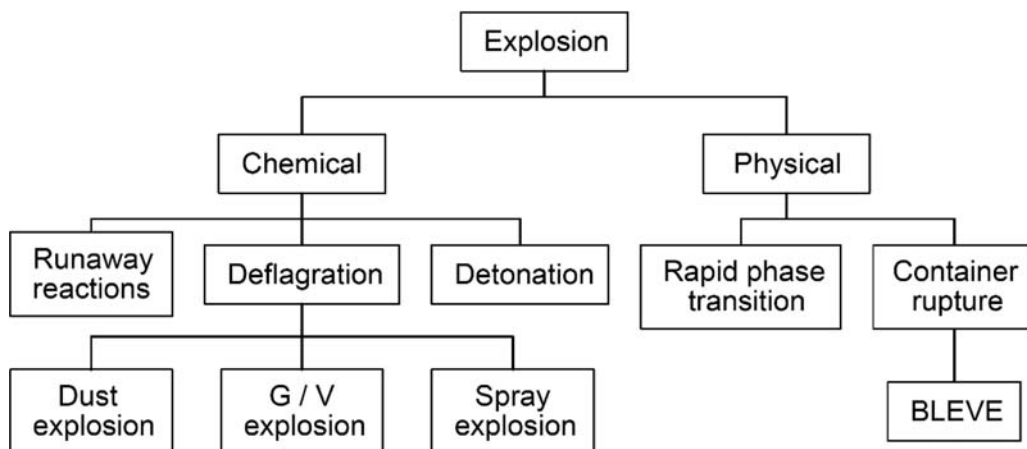 Explosion
Chemical
Physical
Runaway
reactions
Deflagration
Detonation
Rapid phase
transition
Container
rupture
Dust
explosion
G / V
explosion
Spray
explosion
BLEVE